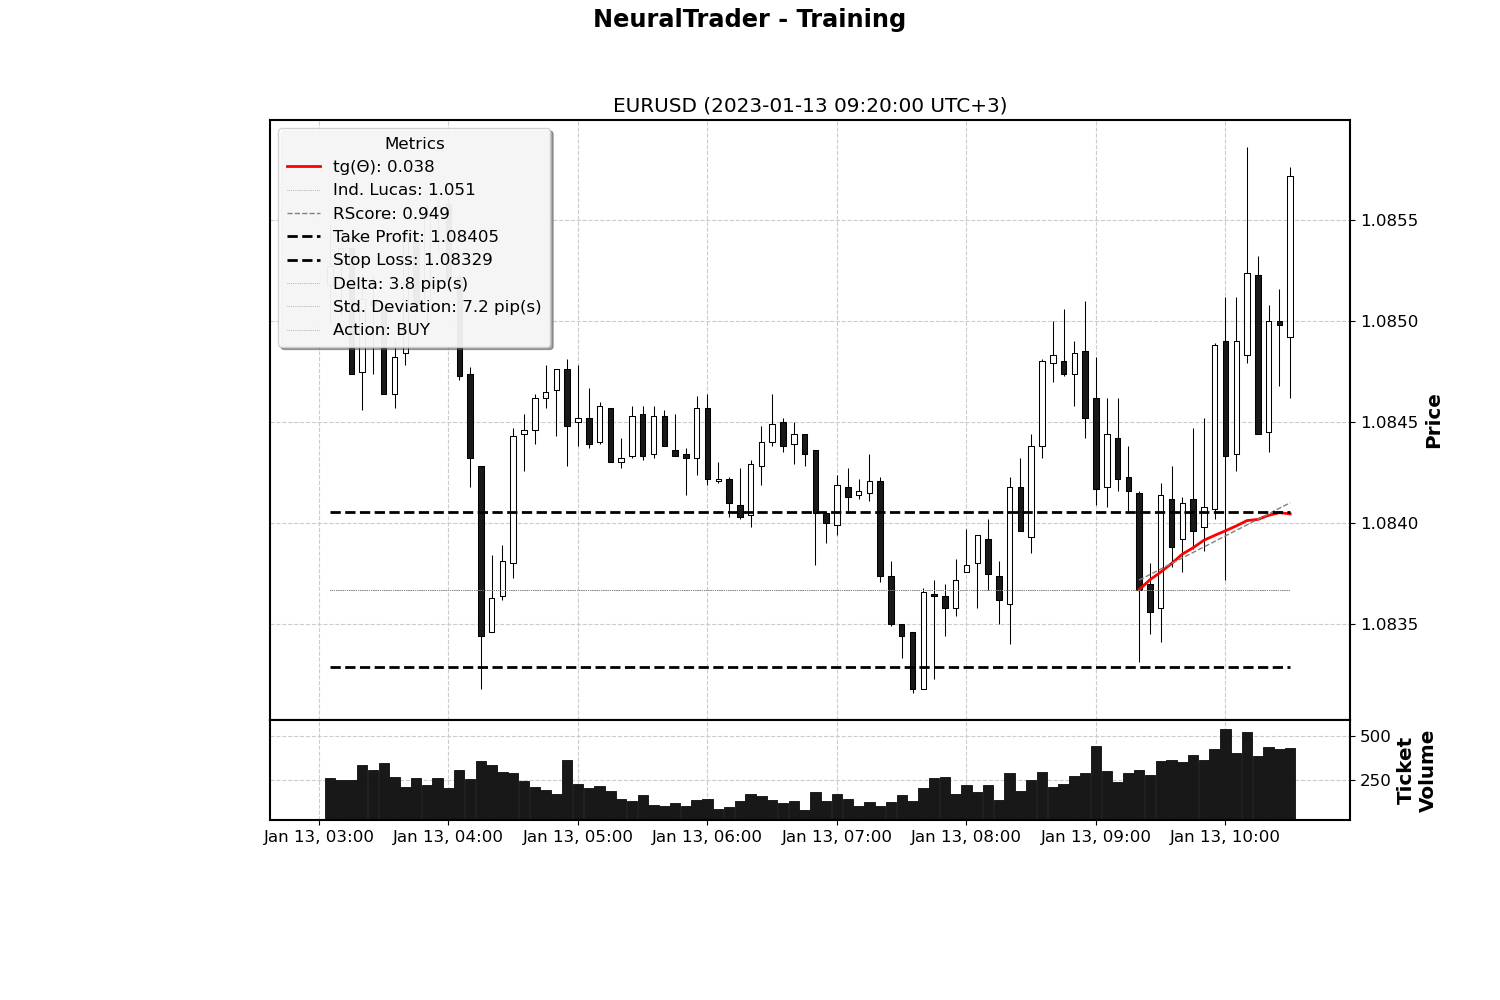 NeuralTrader - Training
EURUSD (2023-01-13 09:20:00 UTC+3)
Metrics
tg(Θ): 0.038
Ind. Lucas: 1.051
RScore: 0.949
Take Profit: 1.08405
Stop Loss: 1.08329
Delta: 3.8 pip(s)
Std. Deviation: 7.2 pip(s)
Action: BUY
1.0855
1.0850
1.0845
1.0840
1.0835
Price
500
250
Ticket
Volume
Jan 13, 03:00
Jan 13, 04:00
Jan 13, 05:00
Jan 13, 06:00
Jan 13, 07:00
Jan 13, 08:00
Jan 13, 09:00
Jan 13, 10:00